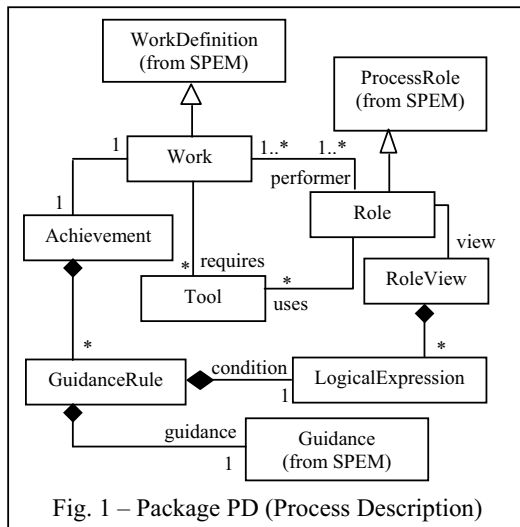 WorkDefinition
(from SPEM)
ProcessRole
(from SPEM)
1
Work
1..*
1..*
performer
1
Role
Achievement
requires
view
*
*
Tool
uses
RoleView
*
*
condition
GuidanceRule
1
LogicalExpression
guidance
Guidance
1
(from SPEM)
Fig. 1 – Package PD (Process Description)